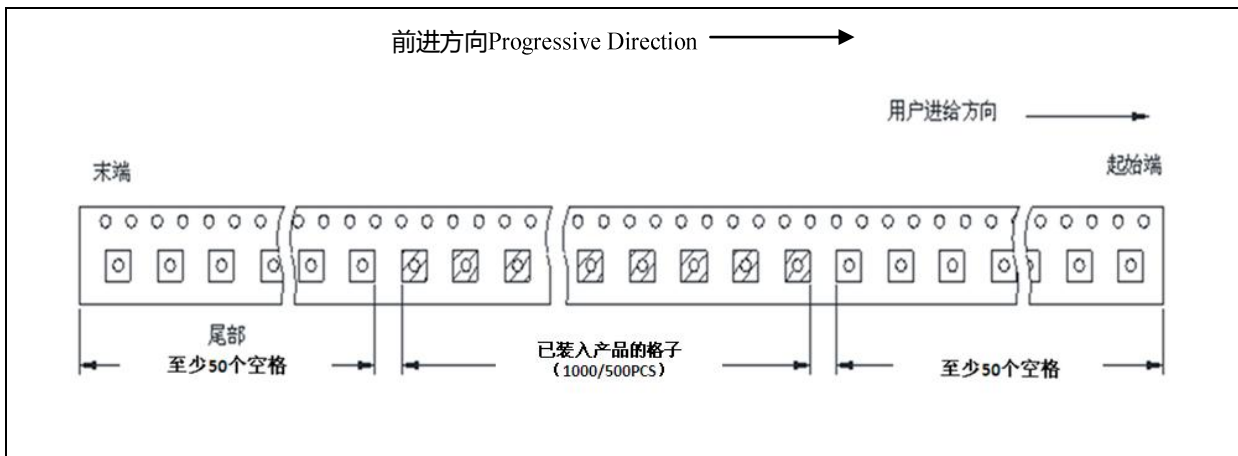 前进方向Progressive Direction
用户进给方向
末端
起始端
尾部
至少50个空格
已装入产品的格子
（1000/500PCS）
至少50个空格